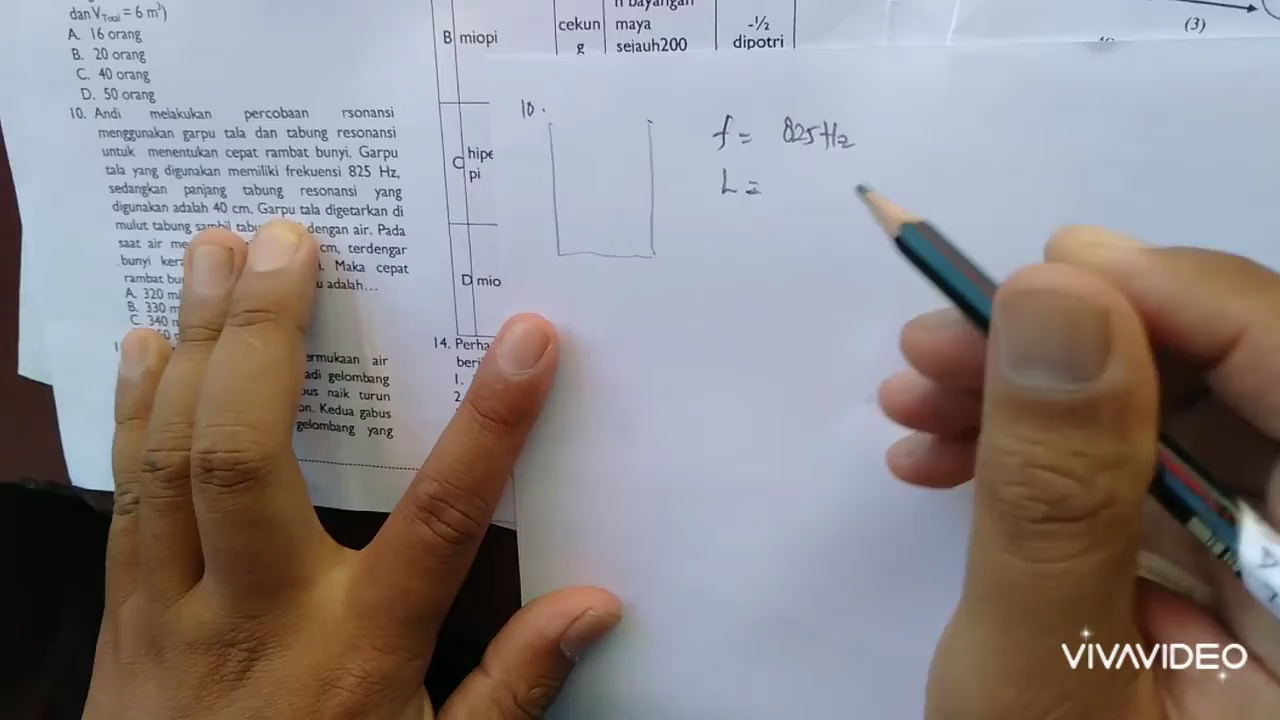 dan V Total = 6 m³)
A. 16 orang
B. 20 orang
C. 40 orang
D. 50 orang
10. Andi melakukan percobaan rsonansi
menggunakan garpu tala dan tabung resonansi
untuk menentukan cepat rambat bunyi. Garpu
tala yang digunakan memiliki frekuensi 825 Hz,
sedangkan panjang tabung resonansi yang
digunakan adalah 40 cm. Garpu tala digetarkan di
mulut tabung sambil dengan air. Pada
saat air cm, terdengar
bunyi Maka cepat
rambat adalah...
A. 320
B. 330
C. 340
ermukaan air
adi gelombang
naik turun
on. Kedua gabus
gelombang yang
B miopi
cekun
g
n bayangan
maya
sejauh200
-½
dipotri
C hipe
pi
D mio
14. Perha
beri
1.
2
(3)
10.
f = 825 Hz
L =
VIVAVIDEO